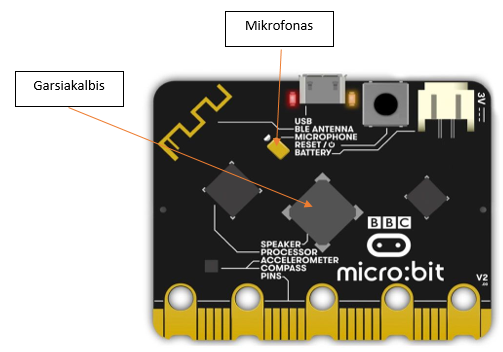 Mikrofonas
Garsiakalbis
3V
USB
BLE ANTENNA
MICROPHONE
RESET /
BATTERY
BBC
micro:bit
SPEAKER
PROCESSOR
ACCELEROMETER
COMPASS
PINS
V2